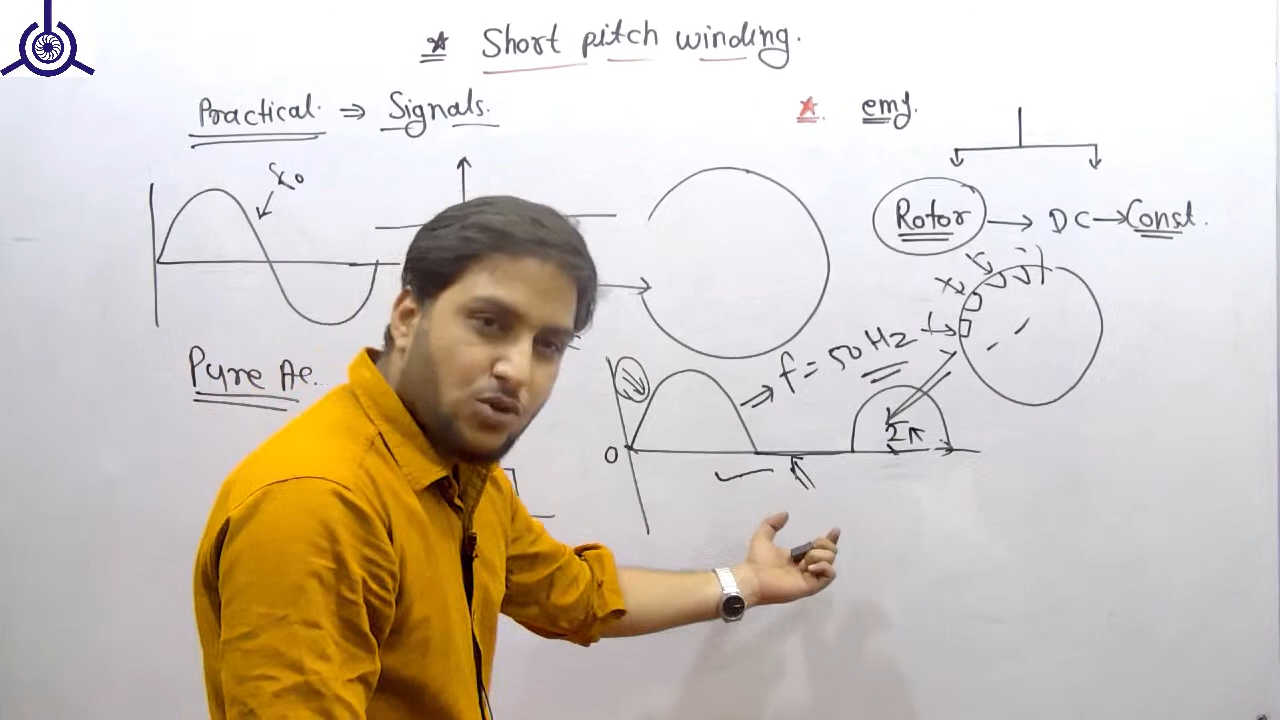 * Short pitch winding.
Practical. ⇒ Signals.
* emf.
Rotor → DC → Const.
Pure Ac.
f = 50 Hz
0
2π